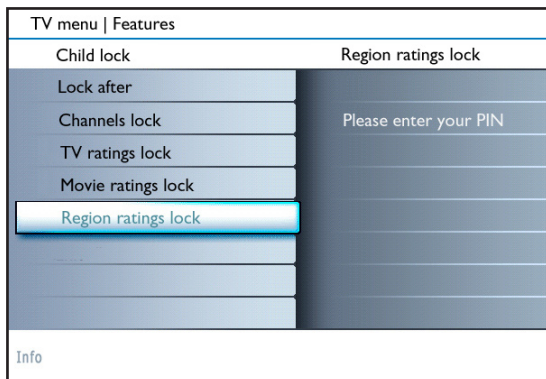 TV menu | Features
Child lock
Region ratings lock
Lock after
Channels lock
Please enter your PIN
TV ratings lock
Movie ratings lock
Region ratings lock
Info